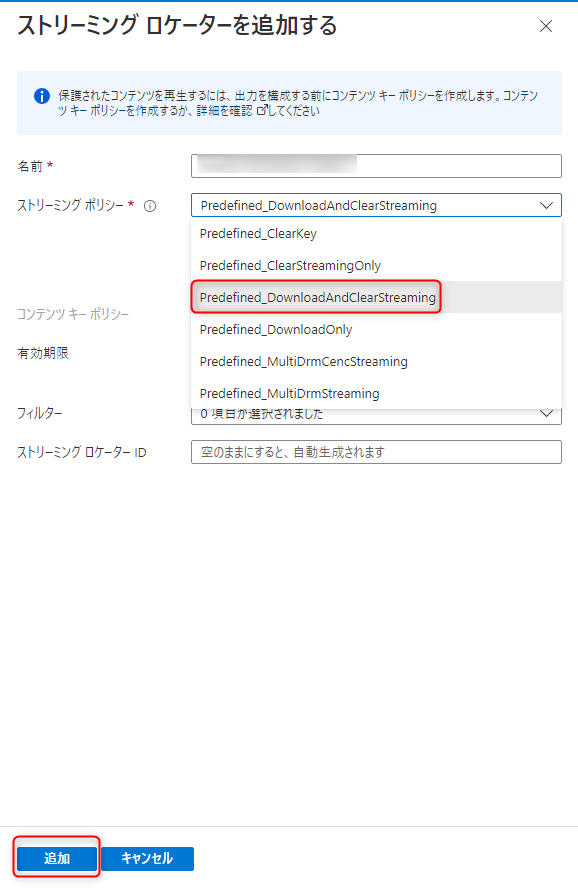 ストリーミング ロケーターを追加する
保護されたコンテンツを再生するには、出力を構成する前にコンテンツ キー ポリシーを作成します。コンテン
ツ キー ポリシーを作成するか、詳細を確認してください
名前 *
ストリーミング ポリシー *
Predefined_DownloadAndClearStreaming
Predefined_ClearKey
Predefined_ClearStreamingOnly
Predefined_DownloadAndClearStreaming
Predefined_DownloadOnly
Predefined_MultiDrmCencStreaming
Predefined_MultiDrmStreaming
コンテンツ キー ポリシー
有効期限
フィルター
0 項目が選択されました
ストリーミング ロケーター ID
空のままにすると、自動生成されます
追加
キャンセル